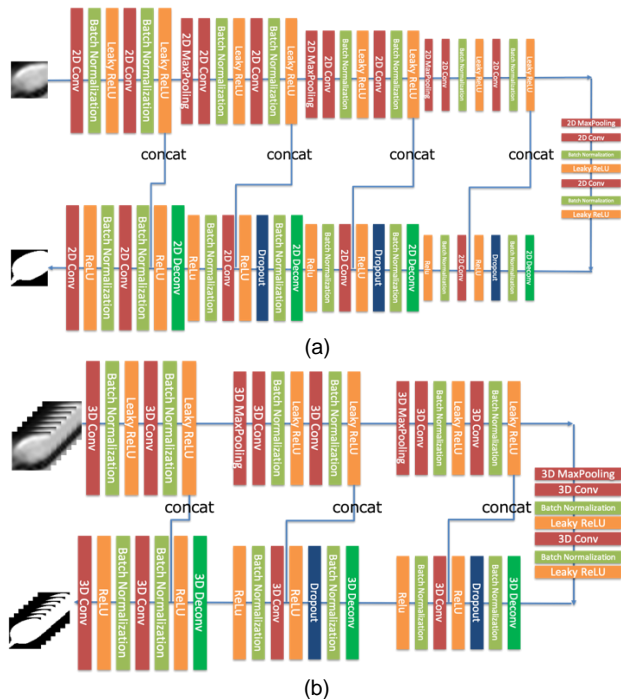 2D Conv
Batch Normalization
Leaky ReLU
2D Conv
Batch Normalization
Leaky ReLU
2D MaxPooling
2D Conv
Batch Normalization
Leaky ReLU
2D Conv
Batch Normalization
Leaky ReLU
2D MaxPooling
2D Conv
Batch Normalization
Leaky ReLU
2D Conv
Batch Normalization
Leaky ReLU
2D MaxPooling
2D Conv
Batch Normalization
Leaky ReLU
2D Conv
Batch Normalization
Leaky ReLU
2D MaxPooling
2D Conv
Batch Normalization
Leaky ReLU
2D Conv
Batch Normalization
Leaky ReLU
concat
concat
concat
concat
2D Conv
ReLU
Batch Normalization
2D Conv
Batch Normalization
ReLU
2D Deconv
Relu
Batch Normalization
2D Conv
ReLU
Dropout
Batch Normalization
2D Deconv
Relu
Batch Normalization
2D Conv
ReLU
Dropout
Batch Normalization
2D Deconv
Relu
Batch Normalization
2D Conv
ReLU
Dropout
Batch Normalization
2D Deconv
(a)
3D Conv
Batch Normalization
Leaky ReLU
3D Conv
Batch Normalization
Leaky ReLU
3D MaxPooling
3D Conv
Batch Normalization
Leaky ReLU
3D Conv
Batch Normalization
Leaky ReLU
3D MaxPooling
3D Conv
Batch Normalization
Leaky ReLU
3D Conv
Batch Normalization
Leaky ReLU
3D MaxPooling
3D Conv
Batch Normalization
Leaky ReLU
3D Conv
Batch Normalization
Leaky ReLU
concat
concat
concat
3D Conv
ReLU
Batch Normalization
3D Conv
Batch Normalization
ReLU
3D Deconv
ReLU
Batch Normalization
3D Conv
ReLU
Dropout
Batch Normalization
3D Deconv
Relu
Batch Normalization
3D Conv
ReLU
Dropout
Batch Normalization
3D Deconv
(b)